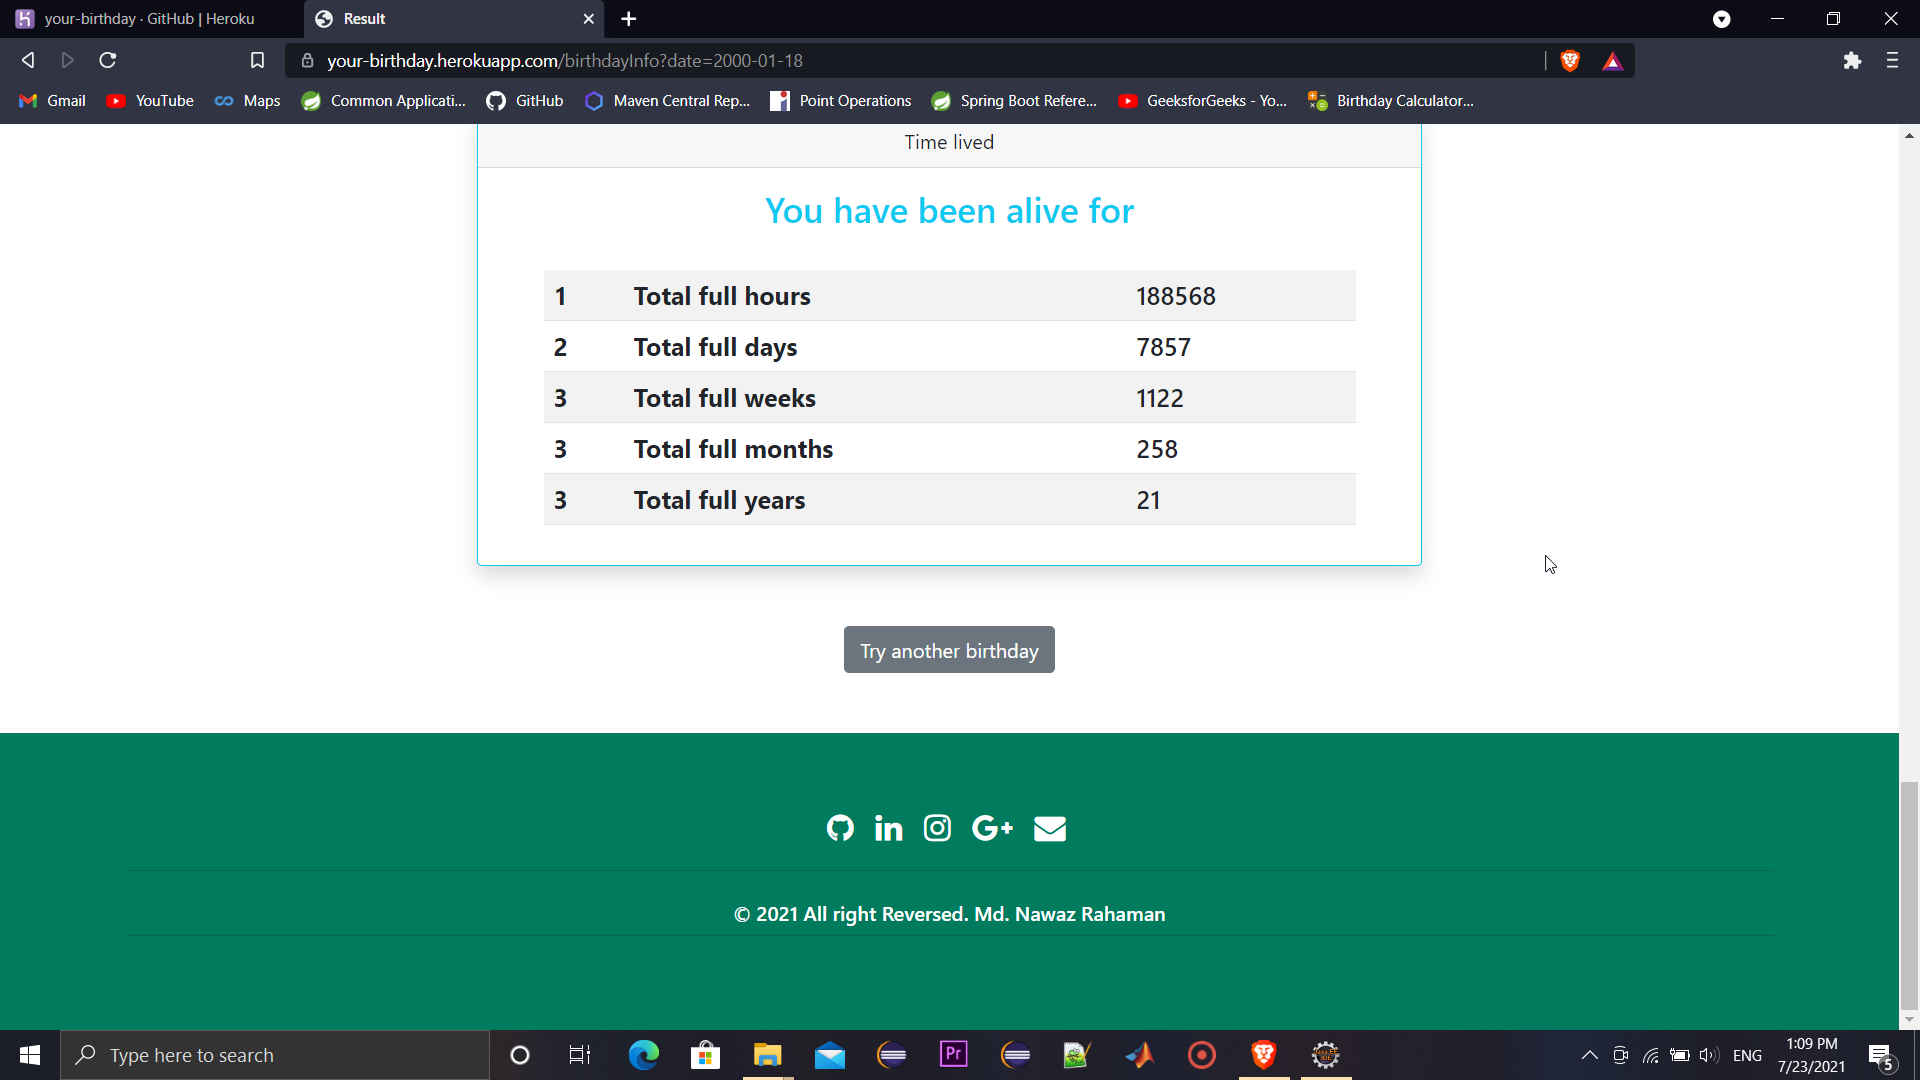 your-birthday · GitHub | Heroku
Result
your-birthday.herokuapp.com/birthdayInfo?date=2000-01-18
Gmail
YouTube
Maps
Common Applicati...
GitHub
Maven Central Rep...
Point Operations
Spring Boot Refere...
GeeksforGeeks - Yo...
Birthday Calculator...
Time lived
You have been alive for
1 Total full hours 188568
2 Total full days 7857
3 Total full weeks 1122
3 Total full months 258
3 Total full years 21
Try another birthday
in
G+
© 2021 All right Reversed. Md. Nawaz Rahaman
Type here to search
Pr
ENG
1:09 PM
7/23/2021
5